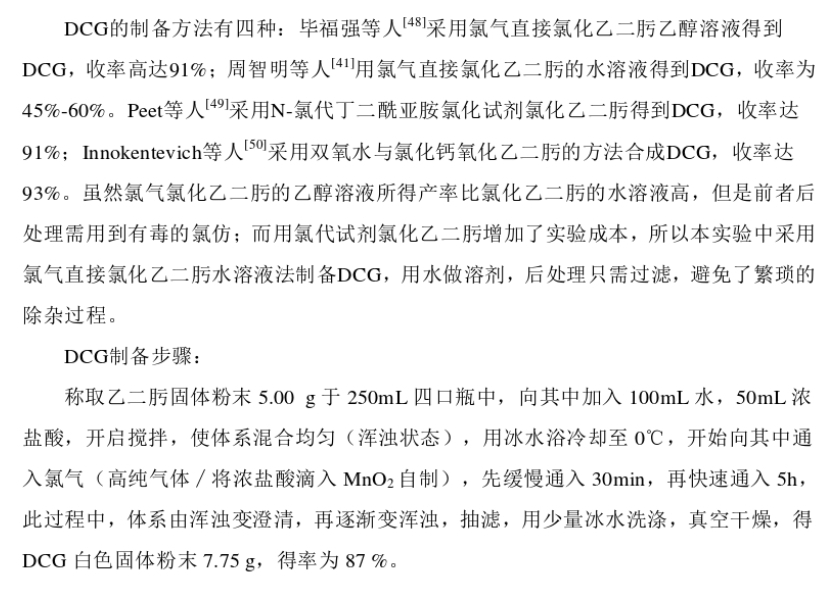 DCG的制备方法有四种：毕福强等人[48]采用氯气直接氯化乙二肟乙醇溶液得到
DCG，收率高达91%；周智明等人[41]用氯气直接氯化乙二肟的水溶液得到DCG，收率为
45%-60%。Peet等人[49]采用N-氯代丁二酰亚胺氯化试剂氯化乙二肟得到DCG，收率达
91%；Innokentevich等人[50]采用双氧水与氯化钙氧化乙二肟的方法合成DCG，收率达
93%。虽然氯气氯化乙二肟的乙醇溶液所得产率比氯化乙二肟的水溶液高，但是前者后
处理需用到有毒的氯仿；而用氯代试剂氯化乙二肟增加了实验成本，所以本实验中采用
氯气直接氯化乙二肟水溶液法制备DCG，用水做溶剂，后处理只需过滤，避免了繁琐的
除杂过程。
DCG制备步骤：
称取乙二肟固体粉末 5.00 g 于 250mL 四口瓶中，向其中加入 100mL 水，50mL 浓
盐酸，开启搅拌，使体系混合均匀（浑浊状态），用冰水浴冷却至 0℃，开始向其中通
入氯气（高纯气体／将浓盐酸滴入 MnO₂ 自制），先缓慢通入 30min，再快速通入 5h，
此过程中，体系由浑浊变澄清，再逐渐变浑浊，抽滤，用少量冰水洗涤，真空干燥，得
DCG 白色固体粉末 7.75 g，得率为 87 %。